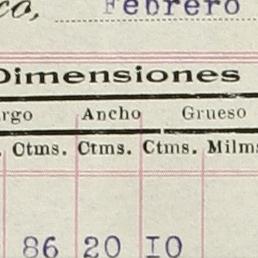 co, Febrero
Dimensiones
rgo Ancho Grueso
Ctms. Ctms. Ctms. Milms
86 20 IO